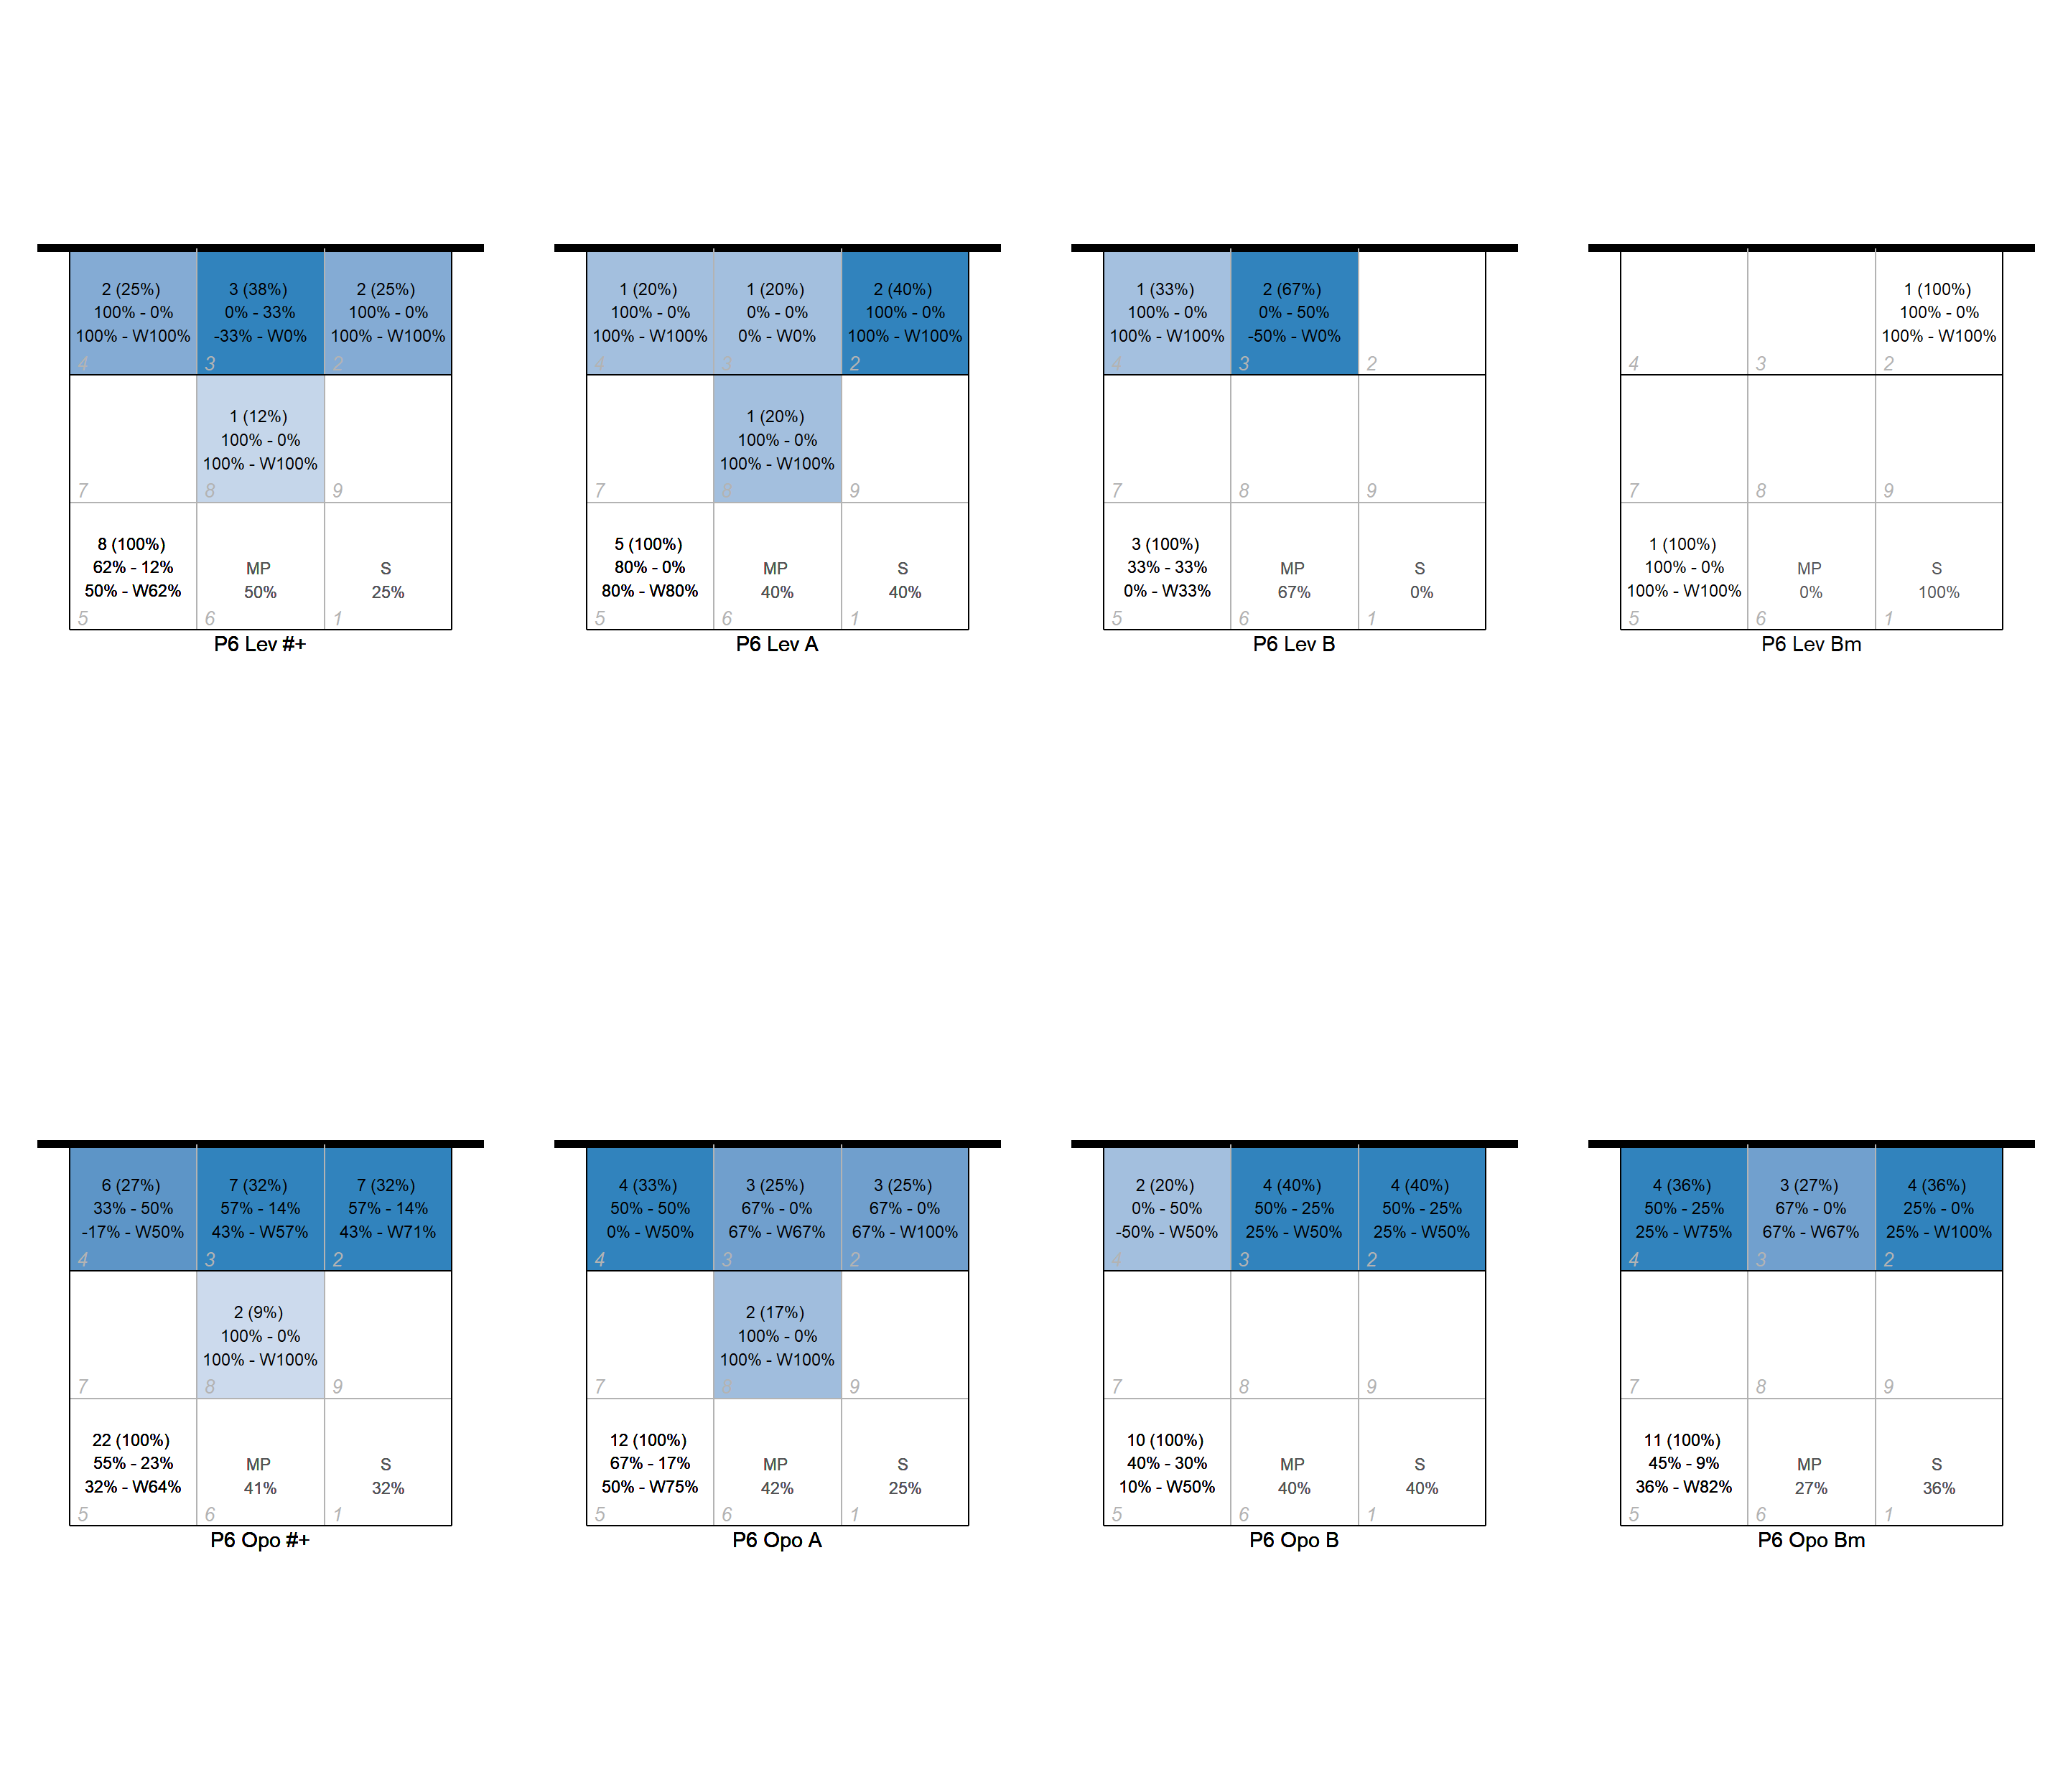 2 (25%)
100% - 0%
100% - W100%
4
3 (38%)
0% - 33%
-33% - W0%
3
2 (25%)
100% - 0%
100% - W100%
2
7
1 (12%)
100% - 0%
100% - W100%
8
9
8 (100%)
62% - 12%
50% - W62%
5
MP
50%
6
S
25%
1
P6 Lev #+
1 (20%)
100% - 0%
100% - W100%
4
1 (20%)
0% - 0%
0% - W0%
3
2 (40%)
100% - 0%
100% - W100%
2
7
1 (20%)
100% - 0%
100% - W100%
8
9
5 (100%)
80% - 0%
80% - W80%
5
MP
40%
6
S
40%
1
P6 Lev A
1 (33%)
100% - 0%
100% - W100%
4
2 (67%)
0% - 50%
-50% - W0%
3
2
7
8
9
3 (100%)
33% - 33%
0% - W33%
5
MP
67%
6
S
0%
1
P6 Lev B
4
3
1 (100%)
100% - 0%
100% - W100%
2
7
8
9
1 (100%)
100% - 0%
100% - W100%
5
MP
0%
6
S
100%
1
P6 Lev Bm
6 (27%)
33% - 50%
-17% - W50%
4
7 (32%)
57% - 14%
43% - W57%
3
7 (32%)
57% - 14%
43% - W71%
2
7
2 (9%)
100% - 0%
100% - W100%
8
9
22 (100%)
55% - 23%
32% - W64%
5
MP
41%
6
S
32%
1
P6 Opo #+
4 (33%)
50% - 50%
0% - W50%
4
3 (25%)
67% - 0%
67% - W67%
3
3 (25%)
67% - 0%
67% - W100%
2
7
2 (17%)
100% - 0%
100% - W100%
8
9
12 (100%)
67% - 17%
50% - W75%
5
MP
42%
6
S
25%
1
P6 Opo A
2 (20%)
0% - 50%
-50% - W50%
4
4 (40%)
50% - 25%
25% - W50%
3
4 (40%)
50% - 25%
25% - W50%
2
7
8
9
10 (100%)
40% - 30%
10% - W50%
5
MP
40%
6
S
40%
1
P6 Opo B
4 (36%)
50% - 25%
25% - W75%
4
3 (27%)
67% - 0%
67% - W67%
3
4 (36%)
25% - 0%
25% - W100%
2
7
8
9
11 (100%)
45% - 9%
36% - W82%
5
MP
27%
6
S
36%
1
P6 Opo Bm